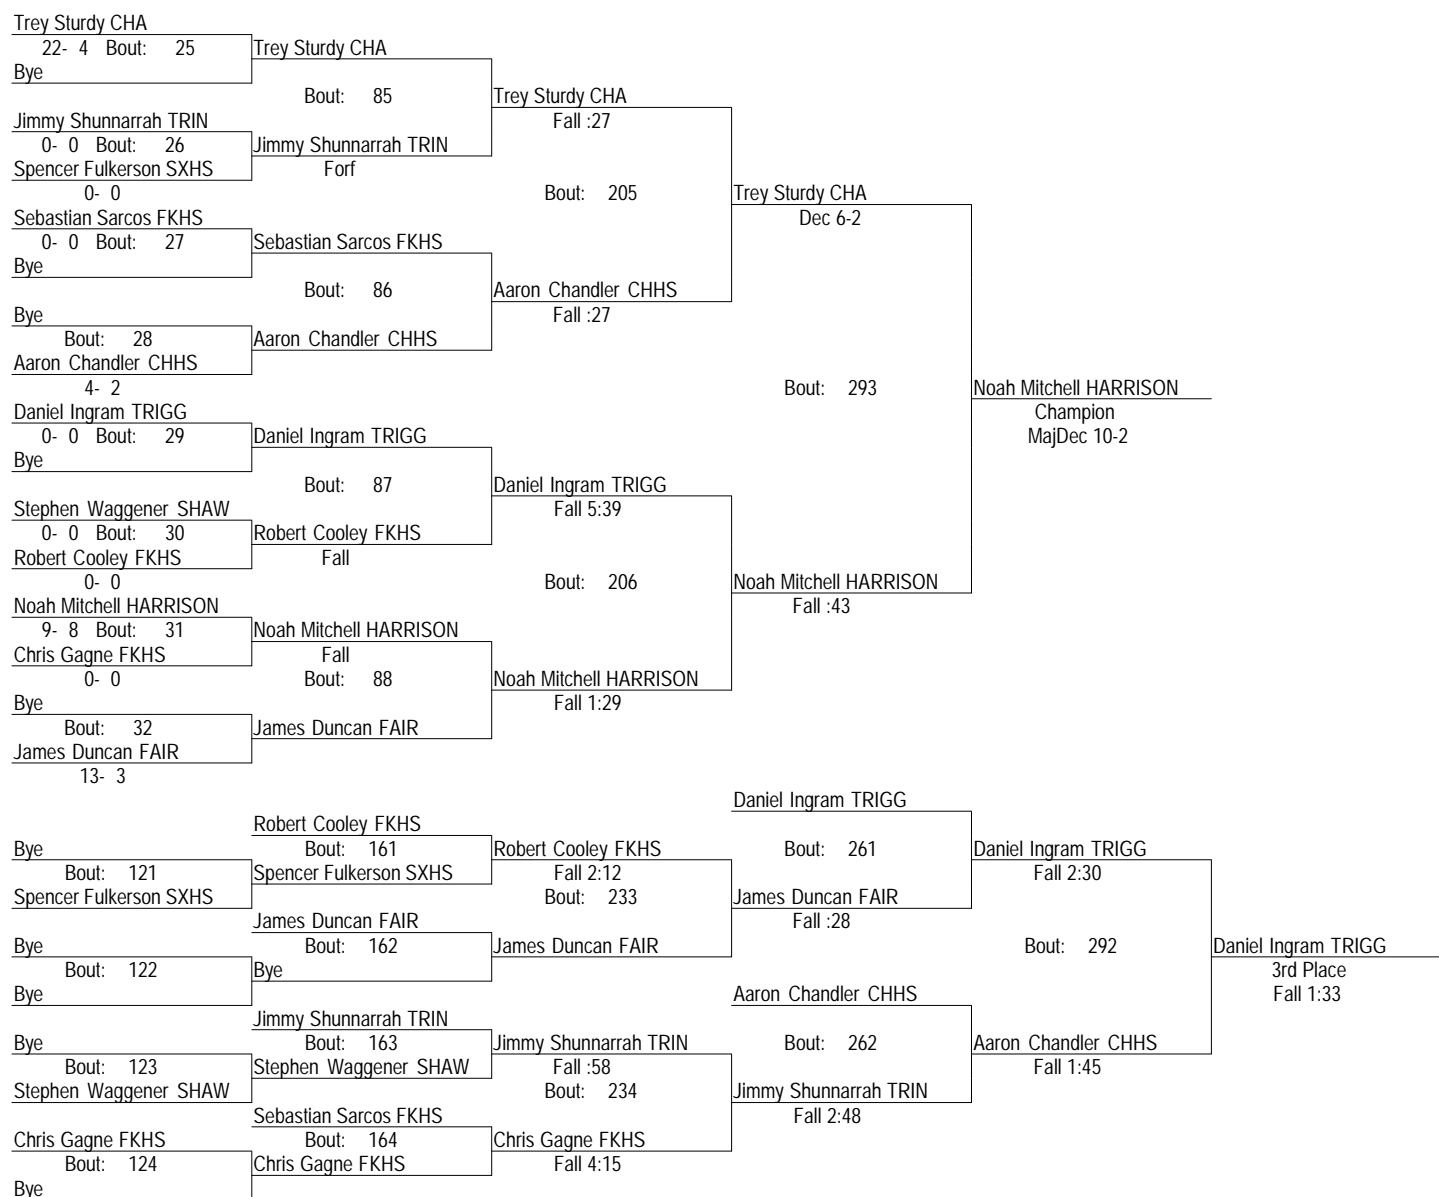 Trey Sturdy CHA
22- 4 Bout: 25 Trey Sturdy CHA
Bye
Bout: 85 Trey Sturdy CHA
Jimmy Shunnarrah TRIN Fall :27
0- 0 Bout: 26 Jimmy Shunnarrah TRIN
Spencer Fulkerson SXHS Forf
0- 0 Bout: 205 Trey Sturdy CHA
Sebastian Sarcos FKHS Dec 6-2
0- 0 Bout: 27 Sebastian Sarcos FKHS
Bye
Bout: 86 Aaron Chandler CHHS
Bye Fall :27
Bout: 28 Aaron Chandler CHHS
Aaron Chandler CHHS
4- 2 Bout: 293 Noah Mitchell HARRISON
Daniel Ingram TRIGG Champion
0- 0 Bout: 29 Daniel Ingram TRIGG MajDec 10-2
Bye
Bout: 87 Daniel Ingram TRIGG
Stephen Waggener SHAW Fall 5:39
0- 0 Bout: 30 Robert Cooley FKHS
Robert Cooley FKHS Fall
0- 0 Bout: 206 Noah Mitchell HARRISON
Noah Mitchell HARRISON Fall :43
9- 8 Bout: 31 Noah Mitchell HARRISON
Chris Gagne FKHS Fall
0- 0 Bout: 88 Noah Mitchell HARRISON
Bye Fall 1:29
Bout: 32 James Duncan FAIR
James Duncan FAIR
13- 3
Daniel Ingram TRIGG
Robert Cooley FKHS
Bye Bout: 161 Robert Cooley FKHS Bout: 261 Daniel Ingram TRIGG
Bout: 121 Spencer Fulkerson SXHS Fall 2:12 Fall 2:30
Spencer Fulkerson SXHS Bout: 233 James Duncan FAIR
James Duncan FAIR Fall :28
Bye Bout: 162 James Duncan FAIR Bout: 292 Daniel Ingram TRIGG
Bout: 122 Bye 3rd Place
Bye Aaron Chandler CHHS Fall 1:33
Jimmy Shunnarrah TRIN
Bye Bout: 163 Jimmy Shunnarrah TRIN Bout: 262 Aaron Chandler CHHS
Bout: 123 Stephen Waggener SHAW Fall :58 Fall 1:45
Stephen Waggener SHAW Bout: 234 Jimmy Shunnarrah TRIN
Sebastian Sarcos FKHS Fall 2:48
Chris Gagne FKHS Bout: 164 Chris Gagne FKHS
Bout: 124 Chris Gagne FKHS Fall 4:15
Bye